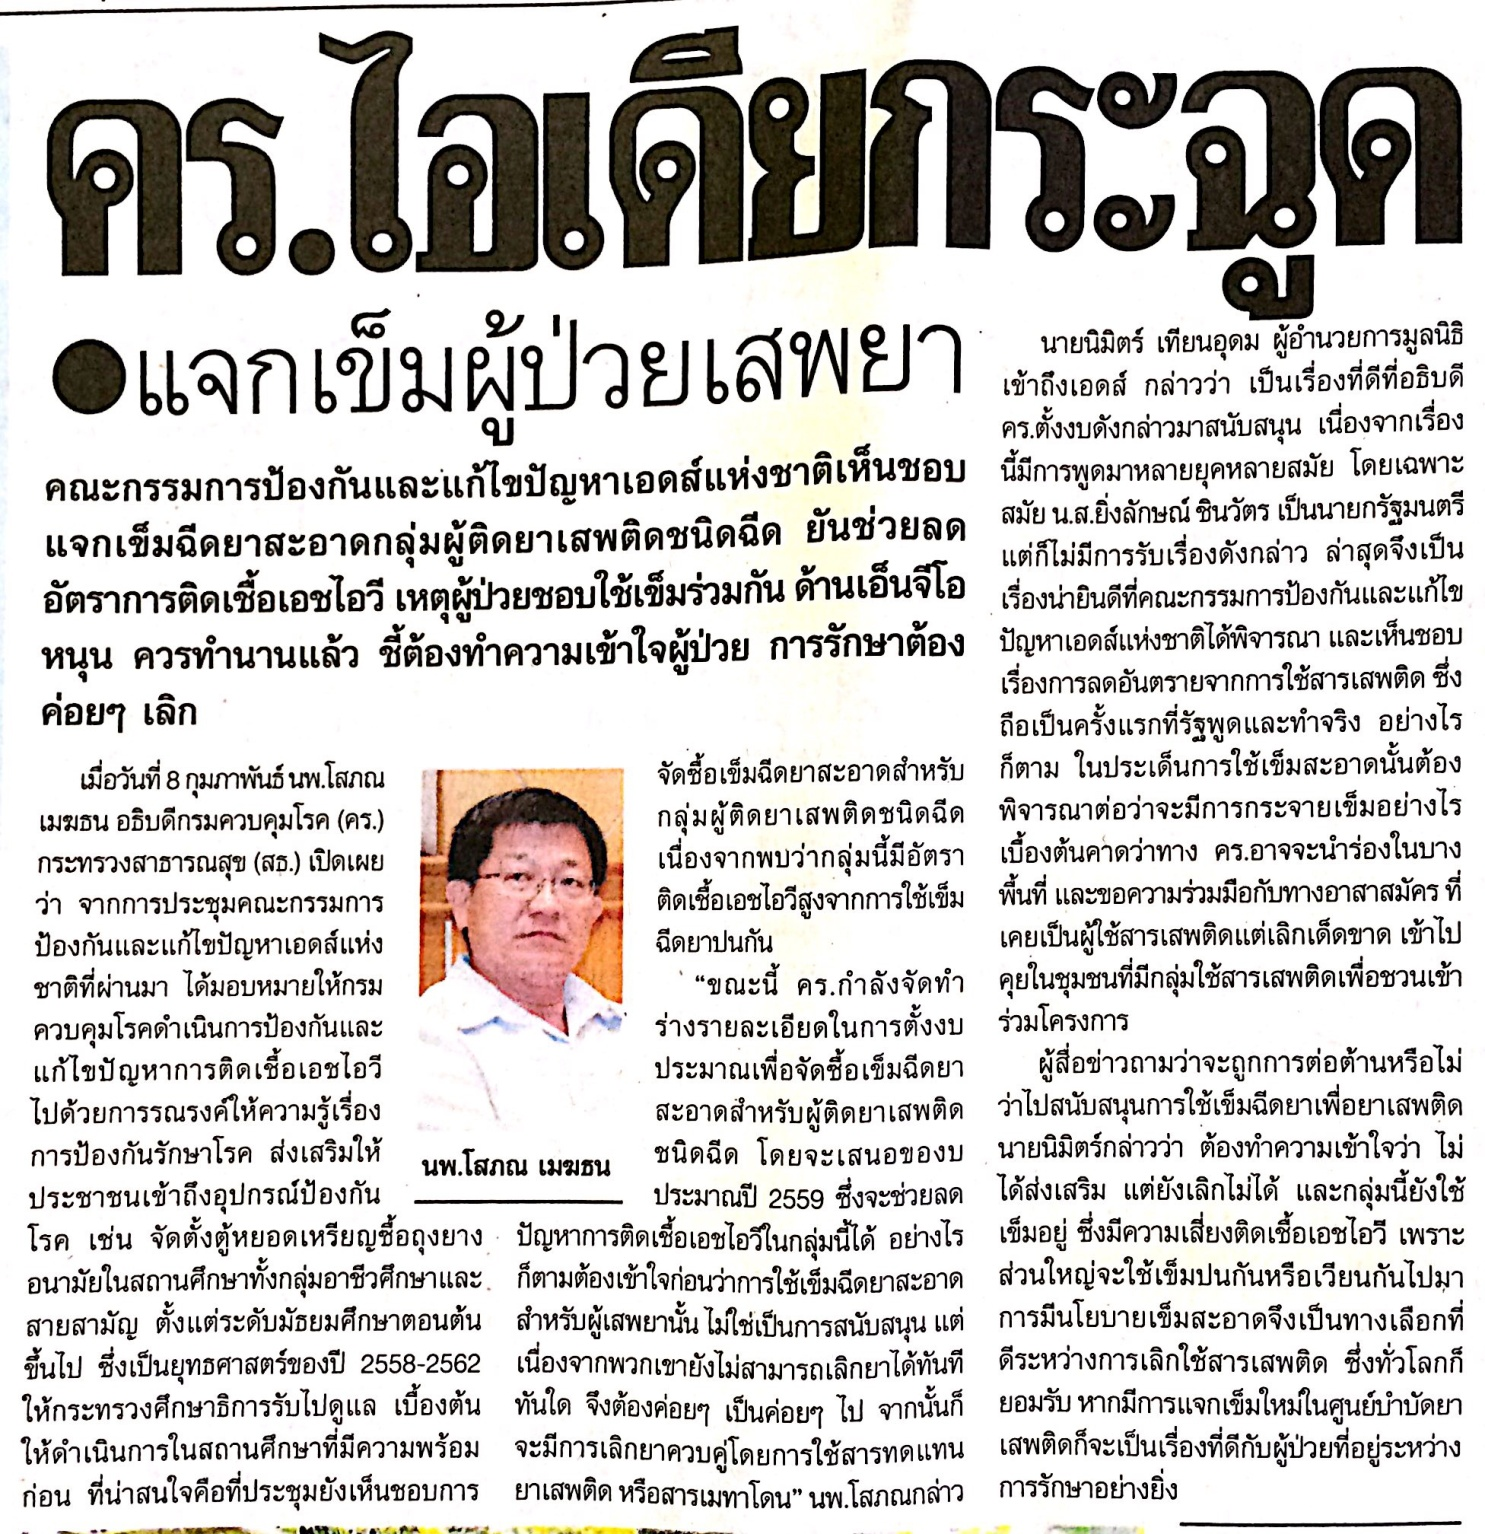 คร.ไอเดียกระฉูด
●แจกเข็มผู้ป่วยเสพยา
คณะกรรมการป้องกันและแก้ไขปัญหาเอดส์แห่งชาติเห็นชอบ
แจกเข็มฉีดยาสะอาดกลุ่มผู้ติดยาเสพติดชนิดฉีด ยันช่วยลด
อัตราการติดเชื้อเอชไอวี เหตุผู้ป่วยชอบใช้เข็มร่วมกัน ด้านเอ็นจีโอ
หนุน ควรทำนานแล้ว ชี้ต้องทำความเข้าใจผู้ป่วย การรักษาต้อง
ค่อยๆ เลิก
เมื่อวันที่ 8 กุมภาพันธ์ นพ.โสภณ
เมฆธน อธิบดีกรมควบคุมโรค (คร.)
กระทรวงสาธารณสุข (สธ.) เปิดเผย
ว่า จากการประชุมคณะกรรมการ
ป้องกันและแก้ไขปัญหาเอดส์แห่ง
ชาติที่ผ่านมา ได้มอบหมายให้กรม
ควบคุมโรคดำเนินการป้องกันและ
แก้ไขปัญหาการติดเชื้อเอชไอวี
ไปด้วยการรณรงค์ให้ความรู้เรื่อง
การป้องกันรักษาโรค ส่งเสริมให้
ประชาชนเข้าถึงอุปกรณ์ป้องกัน
โรค เช่น จัดตั้งตู้หยอดเหรียญซื้อถุงยาง
อนามัยในสถานศึกษาทั้งกลุ่มอาชีวศึกษาและ
สายสามัญ ตั้งแต่ระดับมัธยมศึกษาตอนต้น
ขึ้นไป ซึ่งเป็นยุทธศาสตร์ของปี 2558-2562
ให้กระทรวงศึกษาธิการรับไปดูแล เบื้องต้น
ให้ดำเนินการในสถานศึกษาที่มีความพร้อม
ก่อน ที่น่าสนใจคือที่ประชุมยังเห็นชอบการ
นพ.โสภณ เมฆธน
จัดซื้อเข็มฉีดยาสะอาดสำหรับ
กลุ่มผู้ติดยาเสพติดชนิดฉีด
เนื่องจากพบว่ากลุ่มนี้มีอัตรา
ติดเชื้อเอชไอวีสูงจากการใช้เข็ม
ฉีดยาปนกัน
“ขณะนี้ คร.กำลังจัดทำ
ร่างรายละเอียดในการตั้งงบ
ประมาณเพื่อจัดซื้อเข็มฉีดยา
สะอาดสำหรับผู้ติดยาเสพติด
ชนิดฉีด โดยจะเสนอของบ
ประมาณปี 2559 ซึ่งจะช่วยลด
ปัญหาการติดเชื้อเอชไอวีในกลุ่มนี้ได้ อย่างไร
ก็ตามต้องเข้าใจก่อนว่าการใช้เข็มฉีดยาสะอาด
สำหรับผู้เสพยานั้น ไม่ใช่เป็นการสนับสนุน แต่
เนื่องจากพวกเขายังไม่สามารถเลิกยาได้ทันที
ทันใด จึงต้องค่อยๆ เป็นค่อยๆ ไป จากนั้นก็
จะมีการเลิกยาควบคู่โดยการใช้สารทดแทน
ยาเสพติด หรือสารเมทาโดน” นพ.โสภณกล่าว
นายนิมิตร์ เทียนอุดม ผู้อำนวยการมูลนิธิ
เข้าถึงเอดส์ กล่าวว่า เป็นเรื่องที่ดีที่อธิบดี
คร.ตั้งงบดังกล่าวมาสนับสนุน เนื่องจากเรื่อง
นี้มีการพูดมาหลายยุคหลายสมัย โดยเฉพาะ
สมัย น.ส.ยิ่งลักษณ์ ชินวัตร เป็นนายกรัฐมนตรี
แต่ก็ไม่มีการรับเรื่องดังกล่าว ล่าสุดจึงเป็น
เรื่องน่ายินดีที่คณะกรรมการป้องกันและแก้ไข
ปัญหาเอดส์แห่งชาติได้พิจารณา และเห็นชอบ
เรื่องการลดอันตรายจากการใช้สารเสพติด ซึ่ง
ถือเป็นครั้งแรกที่รัฐพูดและทำจริง อย่างไร
ก็ตาม ในประเด็นการใช้เข็มสะอาดนั้นต้อง
พิจารณาต่อว่าจะมีการกระจายเข็มอย่างไร
เบื้องต้นคาดว่าทาง คร.อาจจะนำร่องในบาง
พื้นที่ และขอความร่วมมือกับทางอาสาสมัคร ที่
เคยเป็นผู้ใช้สารเสพติดแต่เลิกเด็ดขาด เข้าไป
คุยในชุมชนที่มีกลุ่มใช้สารเสพติดเพื่อชวนเข้า
ร่วมโครงการ
ผู้สื่อข่าวถามว่าจะถูกการต่อต้านหรือไม่
ว่าไปสนับสนุนการใช้เข็มฉีดยาเพื่อยาเสพติด
นายนิมิตร์กล่าวว่า ต้องทำความเข้าใจว่า ไม่
ได้ส่งเสริม แต่ยังเลิกไม่ได้ และกลุ่มนี้ยังใช้
เข็มอยู่ ซึ่งมีความเสี่ยงติดเชื้อเอชไอวี เพราะ
ส่วนใหญ่จะใช้เข็มปนกันหรือเวียนกันไปมา
การมีนโยบายเข็มสะอาดจึงเป็นทางเลือกที่
ดีระหว่างการเลิกใช้สารเสพติด ซึ่งทั่วโลกก็
ยอมรับ หากมีการแจกเข็มใหม่ในศูนย์บำบัดยา
เสพติดก็จะเป็นเรื่องที่ดีกับผู้ป่วยที่อยู่ระหว่าง
การรักษาอย่างยิ่ง